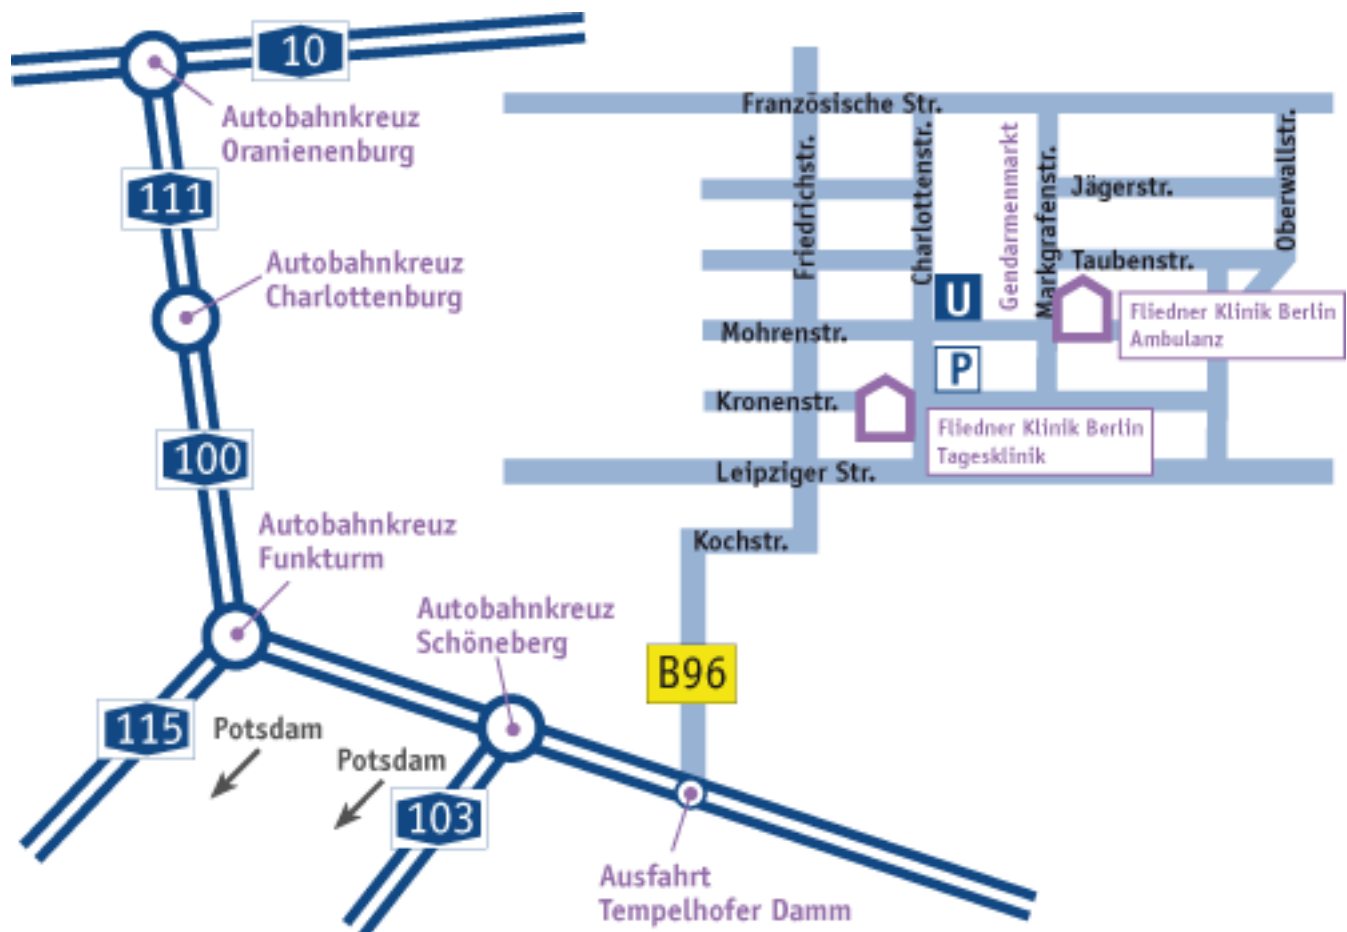 10
Autobahnkreuz
Oranienenburg
111
Autobahnkreuz
Charlottenburg
100
Autobahnkreuz
Funkturm
Autobahnkreuz
Schöneberg
115
Potsdam
Potsdam
103
B96
Ausfahrt
Tempelhofer Damm
Französische Str.
Friedrichstr.
Charlottenstr.
Gendarmenmarkt
Markgrafenstr.
Oberwallstr.
Jägerstr.
Taubenstr.
U
Fliedner Klinik Berlin
Ambulanz
Mohrenstr.
P
Kronenstr.
Fliedner Klinik Berlin
Tagesklinik
Leipziger Str.
Kochstr.